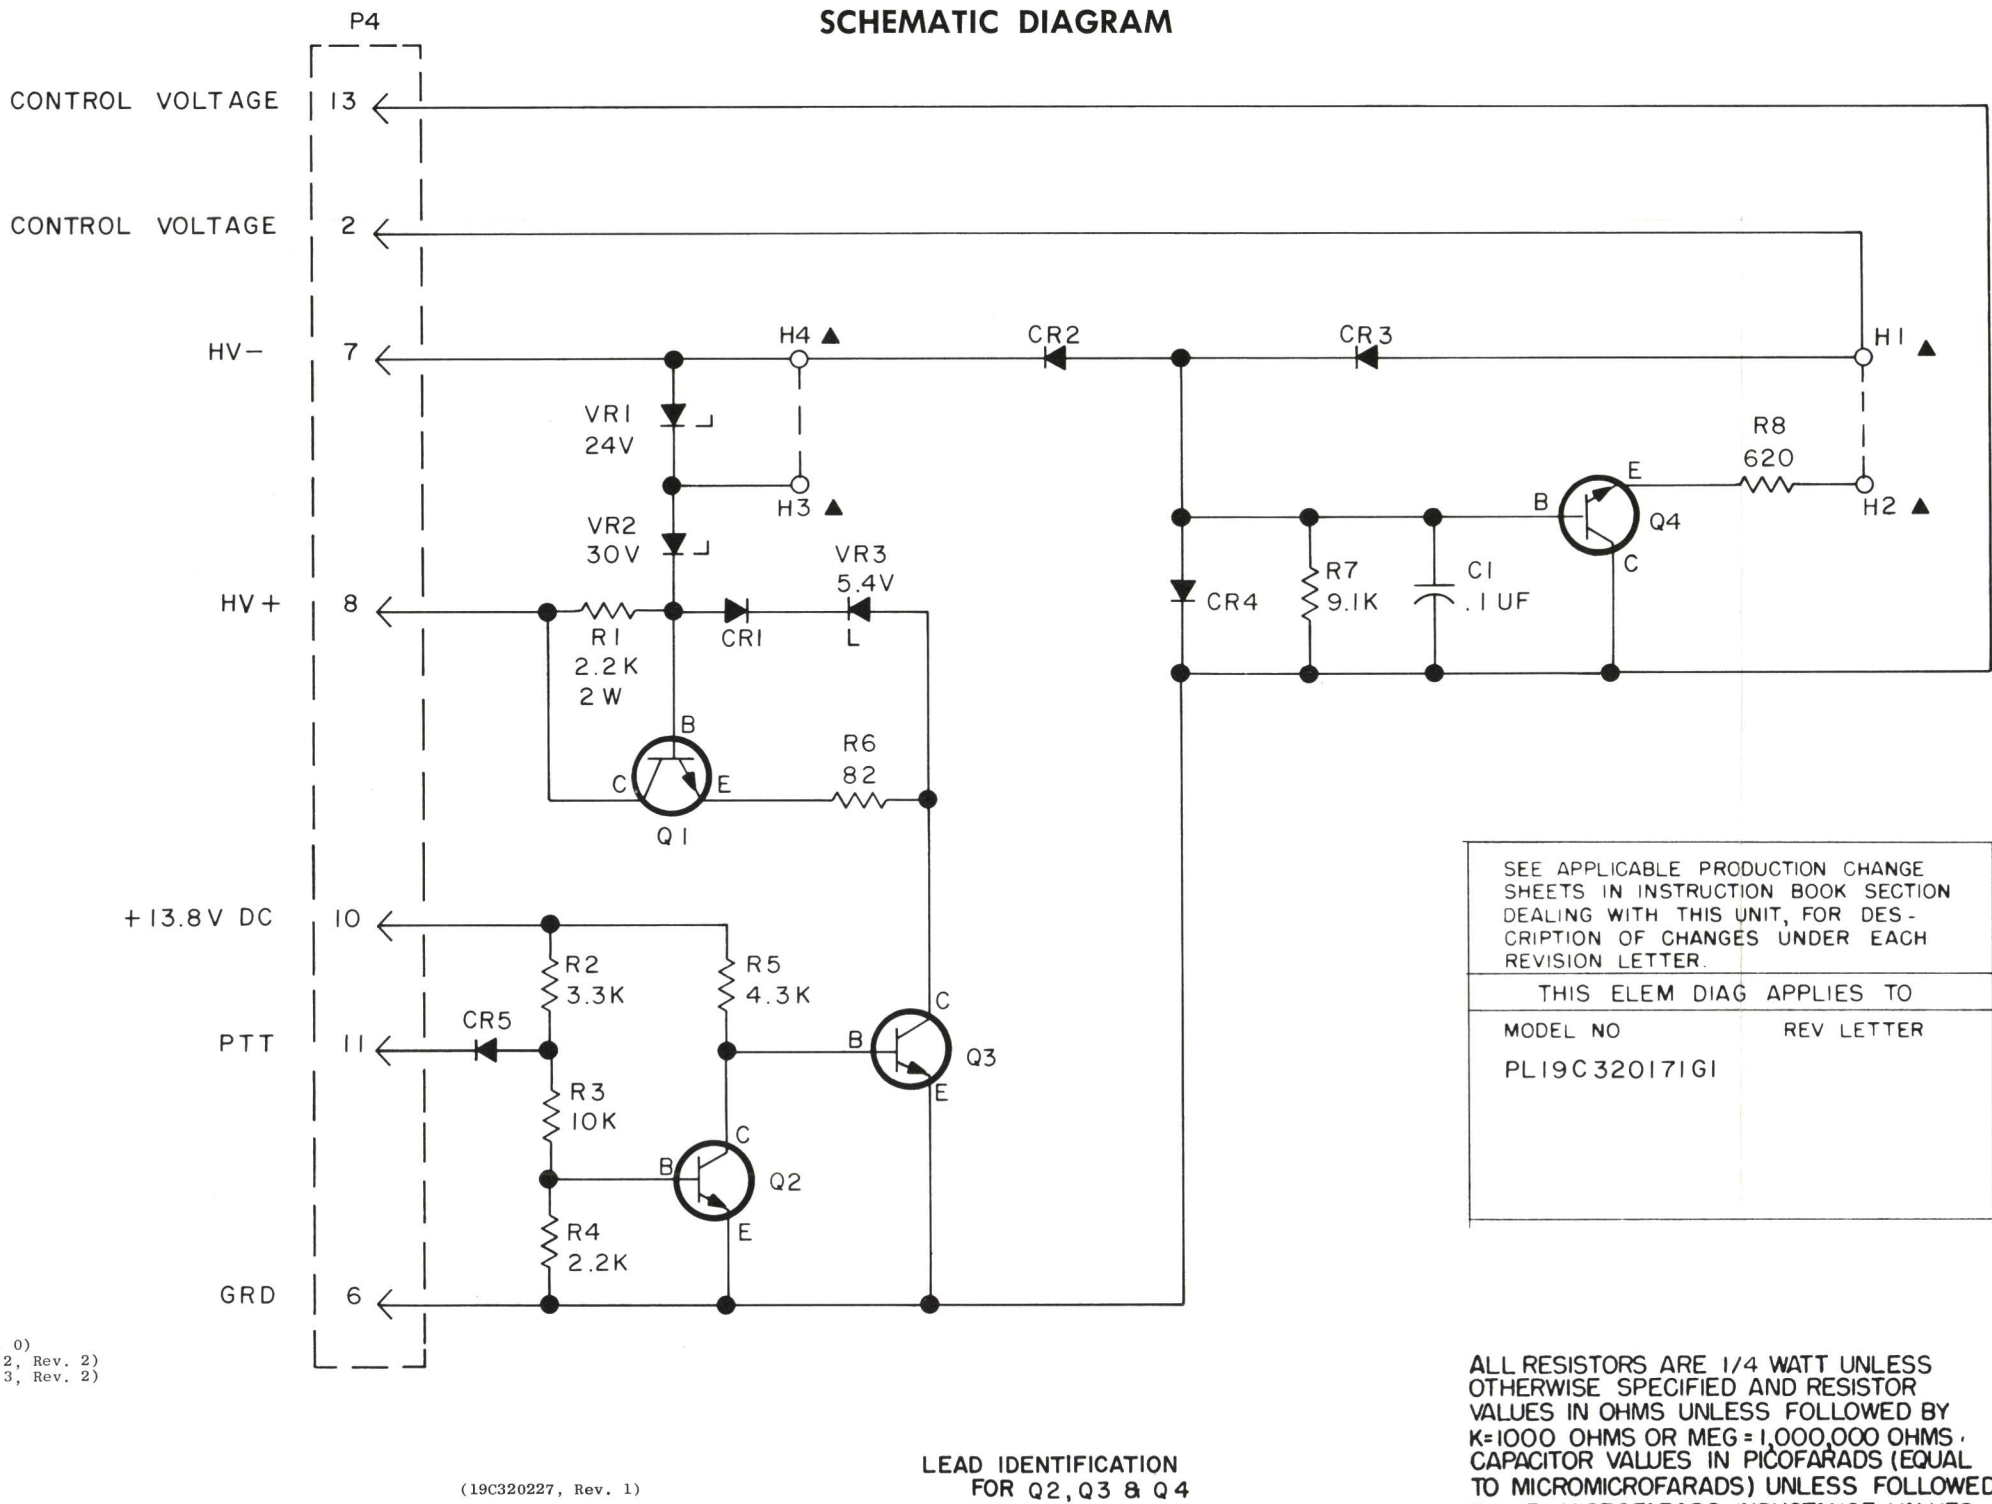 SCHEMATIC DIAGRAM
P4
CONTROL VOLTAGE 13
CONTROL VOLTAGE 2
HV- 7
H4 ▲
CR2
CR3
H1 ▲
VR1
24V
H3 ▲
R8
620
H2 ▲
VR2
30V
VR3
5.4V
B
E
Q4
C
HV+ 8
R1
2.2K
2W
CR1
L
CR4
R7
9.1K
C1
.1UF
B
C
E
Q1
R6
82
+13.8V DC 10
R2
3.3K
R5
4.3K
PTT 11
CR5
B
C
E
Q3
R3
10K
B
C
E
Q2
R4
2.2K
GRD 6
SEE APPLICABLE PRODUCTION CHANGE
SHEETS IN INSTRUCTION BOOK SECTION
DEALING WITH THIS UNIT, FOR DES-
CRIPTION OF CHANGES UNDER EACH
REVISION LETTER.
THIS ELEM DIAG APPLIES TO
MODEL NO REV LETTER
PL19C320171G1
0)
2, Rev. 2)
3, Rev. 2)
(19C320227, Rev. 1)
LEAD IDENTIFICATION
FOR Q2, Q3 & Q4
ALL RESISTORS ARE 1/4 WATT UNLESS
OTHERWISE SPECIFIED AND RESISTOR
VALUES IN OHMS UNLESS FOLLOWED BY
K=1000 OHMS OR MEG = 1,000,000 OHMS.
CAPACITOR VALUES IN PICOFARADS (EQUAL
TO MICROMICROFARADS) UNLESS FOLLOWED